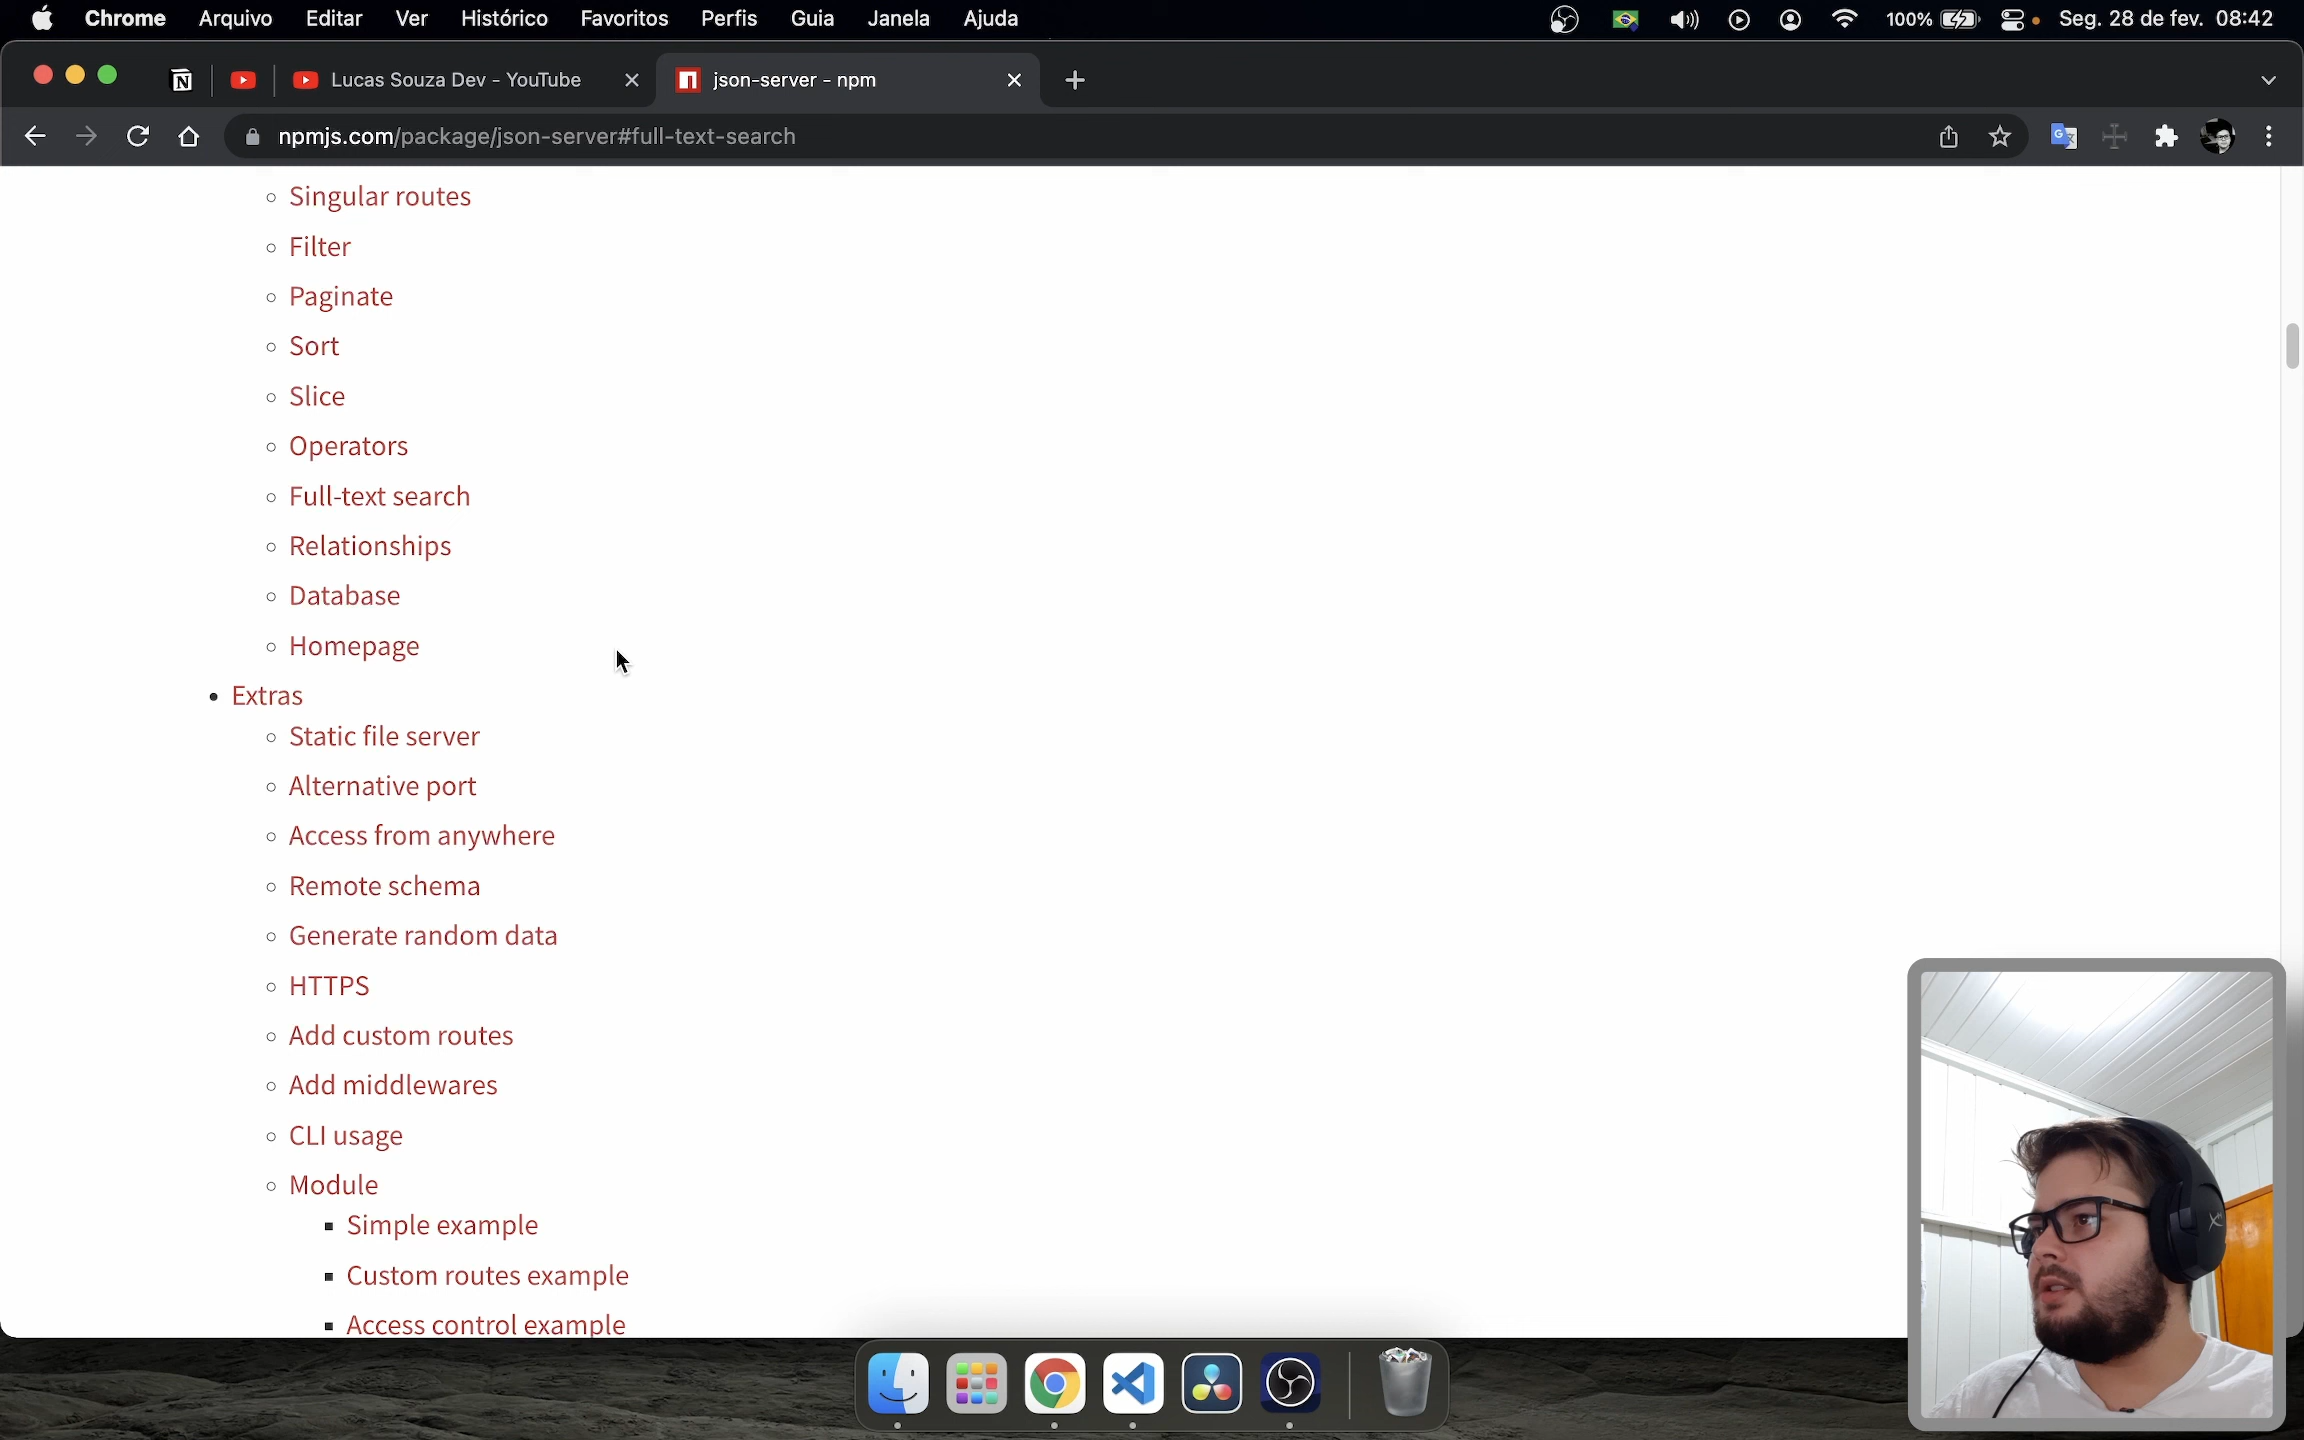 Chrome Arquivo Editar Ver Histórico Favoritos Perfis Guia Janela Ajuda 100% Seg. 28 de fev. 08:42
Lucas Souza Dev - YouTube json-server - npm
npmjs.com/package/json-server#full-text-search
Singular routes
Filter
Paginate
Sort
Slice
Operators
Full-text search
Relationships
Database
Homepage
Extras
Static file server
Alternative port
Access from anywhere
Remote schema
Generate random data
HTTPS
Add custom routes
Add middlewares
CLI usage
Module
Simple example
Custom routes example
Access control example